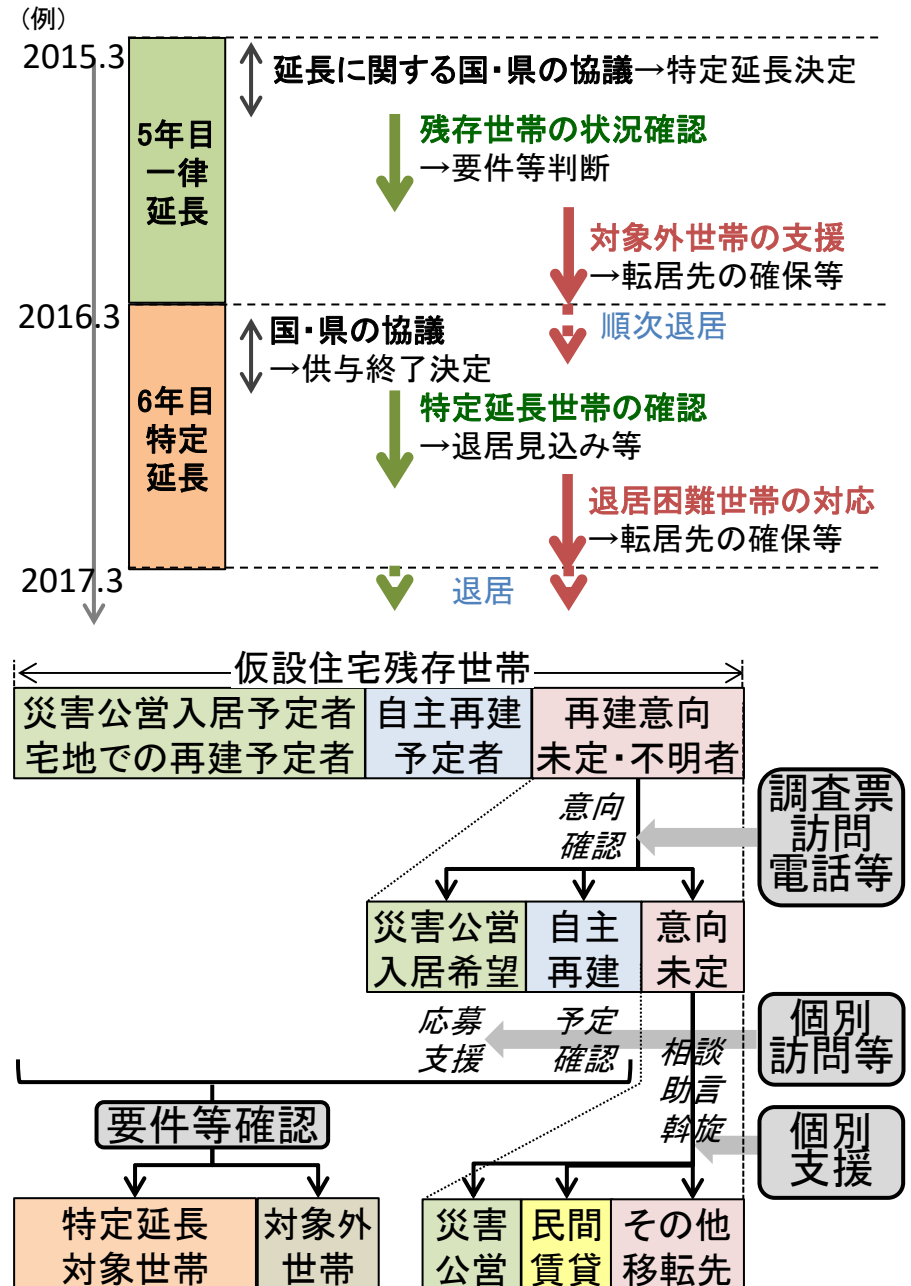 (例)
2015.3
5年目
一律
延長
延長に関する国・県の協議→特定延長決定
残存世帯の状況確認
→要件等判断
対象外世帯の支援
→転居先の確保等
2016.3
6年目
特定
延長
国・県の協議
→供与終了決定
順次退居
特定延長世帯の確認
→退居見込み等
退居困難世帯の対応
→転居先の確保等
2017.3
退居
仮設住宅残存世帯
災害公営入居予定者
宅地での再建予定者
自主再建
予定者
再建意向
未定・不明者
意向
確認
調査票
訪問
電話等
災害公営
入居希望
自主
再建
意向
未定
応募
支援
予定
確認
個別
訪問等
相談
助言
斡旋
個別
支援
要件等確認
特定延長
対象世帯
対象外
世帯
災害
公営
民間
賃貸
その他
移転先